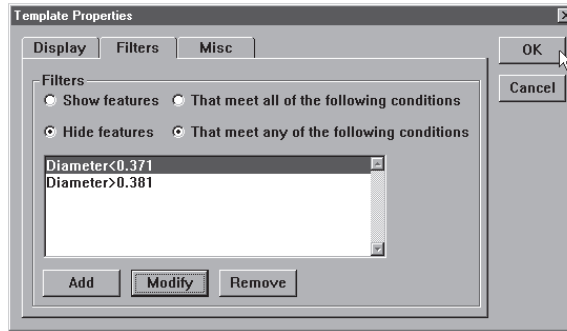 Template Properties
Display Filters Misc
OK
Cancel
Filters
Show features That meet all of the following conditions
Hide features That meet any of the following conditions
Diameter<0.371
Diameter>0.381
Add Modify Remove